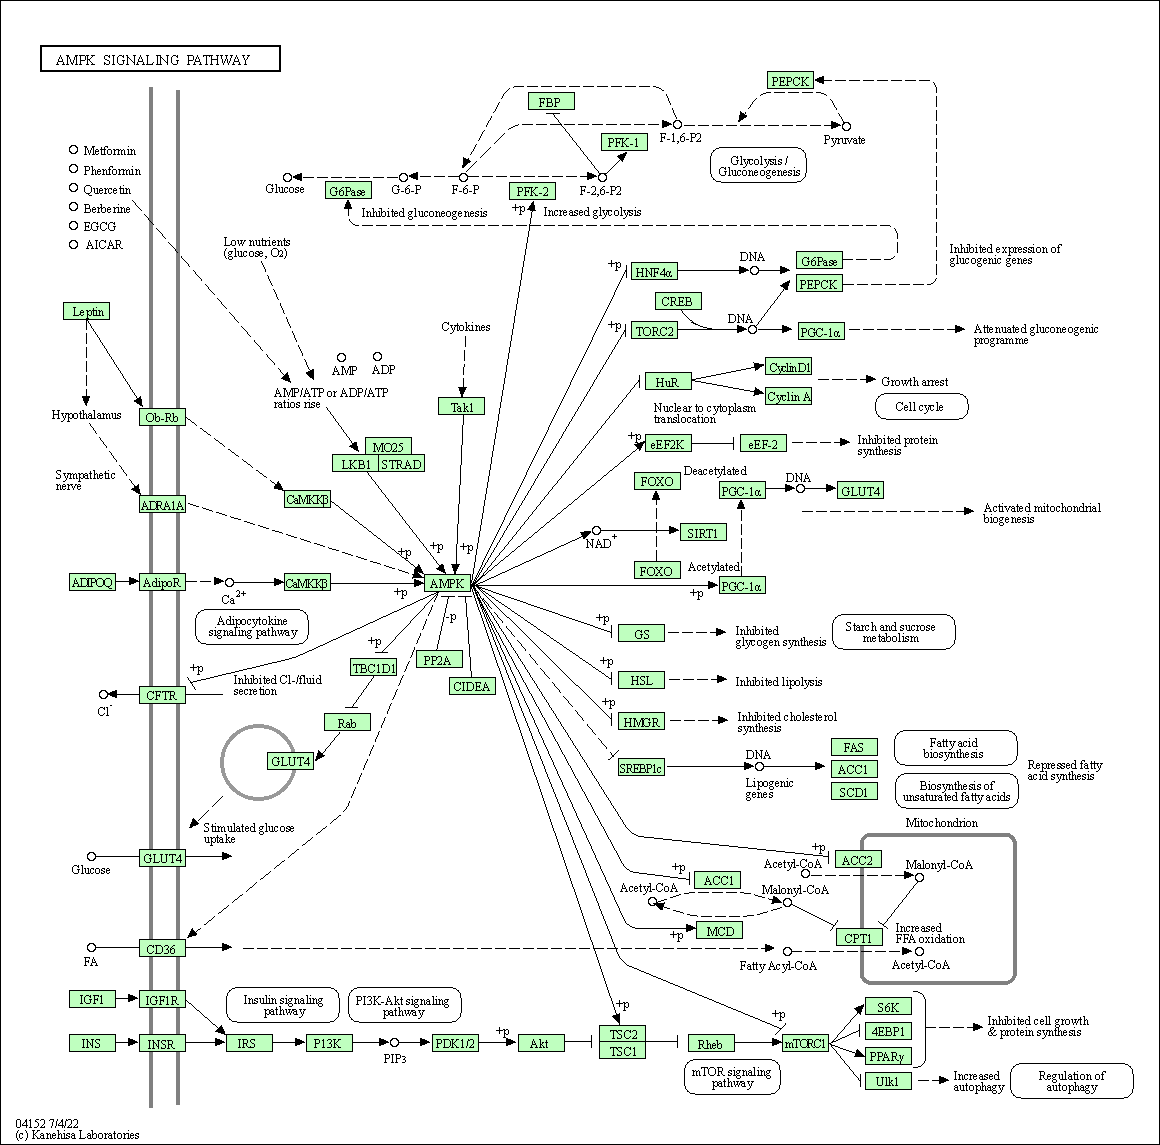 AMPK SIGNALING PATHWAY
Metformin
Phenformin
Quercetin
Berberine
EGCG
AICAR
FBP
PFK-1
F-1,6-P2
PEPCK
Pyruvate
Glycolysis /
Gluconeogenesis
Glucose
G6Pase
G-6-P
F-6-P
PFK-2
+p
F-2,6-P2
Inhibited gluconeogenesis
Increased glycolysis
Low nutrients
(glucose, O2)
+p
HNF4α
DNA
G6Pase
PEPCK
Inhibited expression of
glucogenic genes
CREB
+p
TORC2
DNA
PGC-1α
Attenuated gluconeogenic
programme
Leptin
Cytokines
AMP
ADP
AMP/ATP or ADP/ATP
ratios rise
Tak1
HuR
CyclinD1
Cyclin A
Growth arrest
Cell cycle
Nuclear to cytoplasm
translocation
Hypothalamus
Ob-Rb
MO25
LKB1
STRAD
+p
eEF2K
eEF-2
Inhibited protein
synthesis
Sympathetic
nerve
ADRA1A
CaMKKβ
FOXO
Deacetylated
PGC-1α
DNA
GLUT4
Activated mitochondrial
biogenesis
NAD+
SIRT1
FOXO
Acetylated
PGC-1α
+p
+p
+p
+p
ADIPOQ
AdipoR
Ca2+
CaMKKβ
+p
AMPK
Adipocytokine
signaling pathway
-p
+p
TBC1D1
PP2A
CIDEA
+p
GS
Inhibited
glycogen synthesis
Starch and sucrose
metabolism
+p
HSL
Inhibited lipolysis
+p
HMGR
Inhibited cholesterol
synthesis
+p
CFTR
Cl-
Inhibited Cl-/fluid
secretion
Rab
GLUT4
SREBP1c
DNA
Lipogenic
genes
FAS
ACC1
SCD1
Fatty acid
biosynthesis
Biosynthesis of
unsaturated fatty acids
Repressed fatty
acid synthesis
Stimulated glucose
uptake
Glucose
GLUT4
Mitochondrion
+p
ACC2
Acetyl-CoA
Malonyl-CoA
+p
ACC1
Acetyl-CoA
Malonyl-CoA
+p
MCD
CPT1
Increased
FFA oxidation
Fatty Acyl-CoA
Acetyl-CoA
FA
CD36
IGF1
IGF1R
Insulin signaling
pathway
PI3K-Akt signaling
pathway
INS
INSR
IRS
P13K
PIP3
PDK1/2
+p
Akt
+p
TSC2
TSC1
Rheb
+p
mTORC1
mTOR signaling
pathway
S6K
4EBP1
PPARγ
Ulk1
Inhibited cell growth
& protein synthesis
Increased
autophagy
Regulation of
autophagy
04152 7/4/22
(c) Kanehisa Laboratories